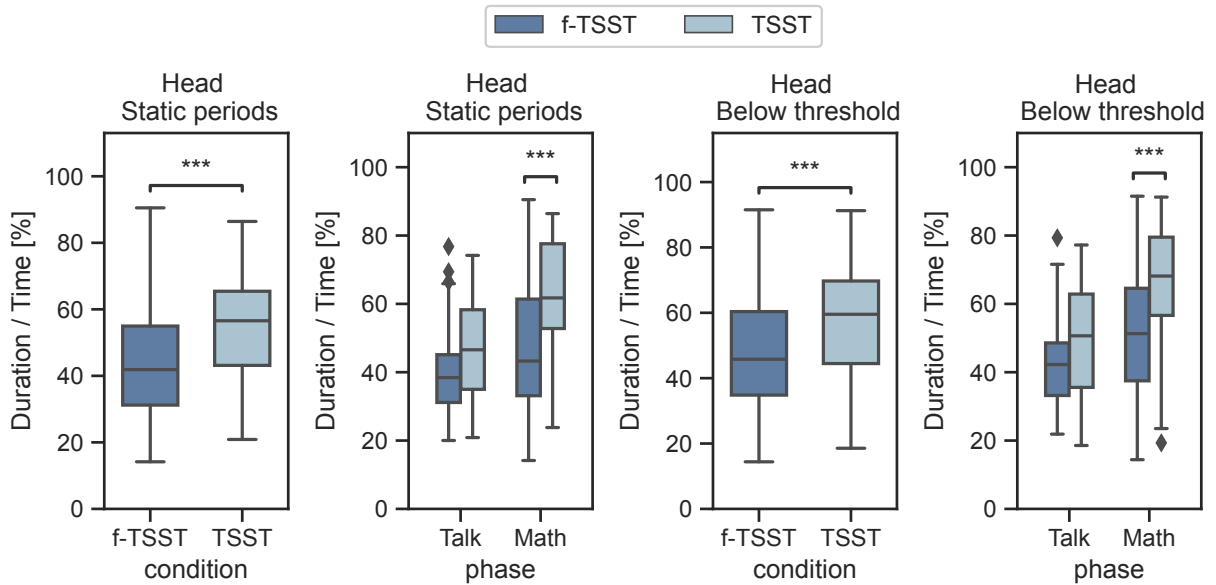 f-TSST TSST
Head
Static periods
Duration / Time [%]
100
80
60
40
20
0
***
f-TSST TSST
condition
Head
Static periods
Duration / Time [%]
100
80
60
40
20
0
***
Talk Math
phase
Head
Below threshold
Duration / Time [%]
100
80
60
40
20
0
***
f-TSST TSST
condition
Head
Below threshold
Duration / Time [%]
100
80
60
40
20
0
***
Talk Math
phase